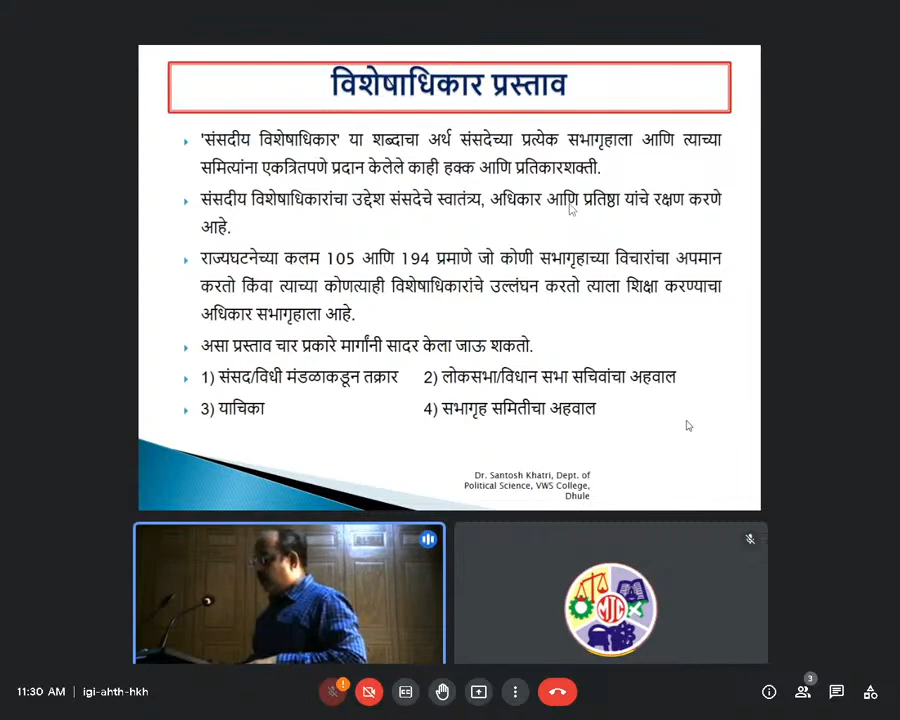 विशेषाधिकार प्रस्ताव
'संसदीय विशेषाधिकार' या शब्दाचा अर्थ संसदेच्या प्रत्येक सभागृहाला आणि त्याच्या
समित्यांना एकत्रितपणे प्रदान केलेले काही हक्क आणि प्रतिकारशक्ती.
संसदीय विशेषाधिकारांचा उद्देश संसदेचे स्वातंत्र्य, अधिकार आणि प्रतिष्ठा यांचे रक्षण करणे
आहे.
राज्यघटनेच्या कलम 105 आणि 194 प्रमाणे जो कोणी सभागृहाच्या विचारांचा अपमान
करतो किंवा त्याच्या कोणत्याही विशेषाधिकारांचे उल्लंघन करतो त्याला शिक्षा करण्याचा
अधिकार सभागृहाला आहे.
असा प्रस्ताव चार प्रकारे मार्गांनी सादर केला जाऊ शकतो.
1) संसद/विधी मंडळाकडून तक्रार 2) लोकसभा/विधान सभा सचिवांचा अहवाल
3) याचिका 4) सभागृह समितीचा अहवाल
Dr. Santosh Khatri, Dept. of
Political Science, VWS College,
Dhule
MJC
3
11:30 AM | igi-ahth-hkh